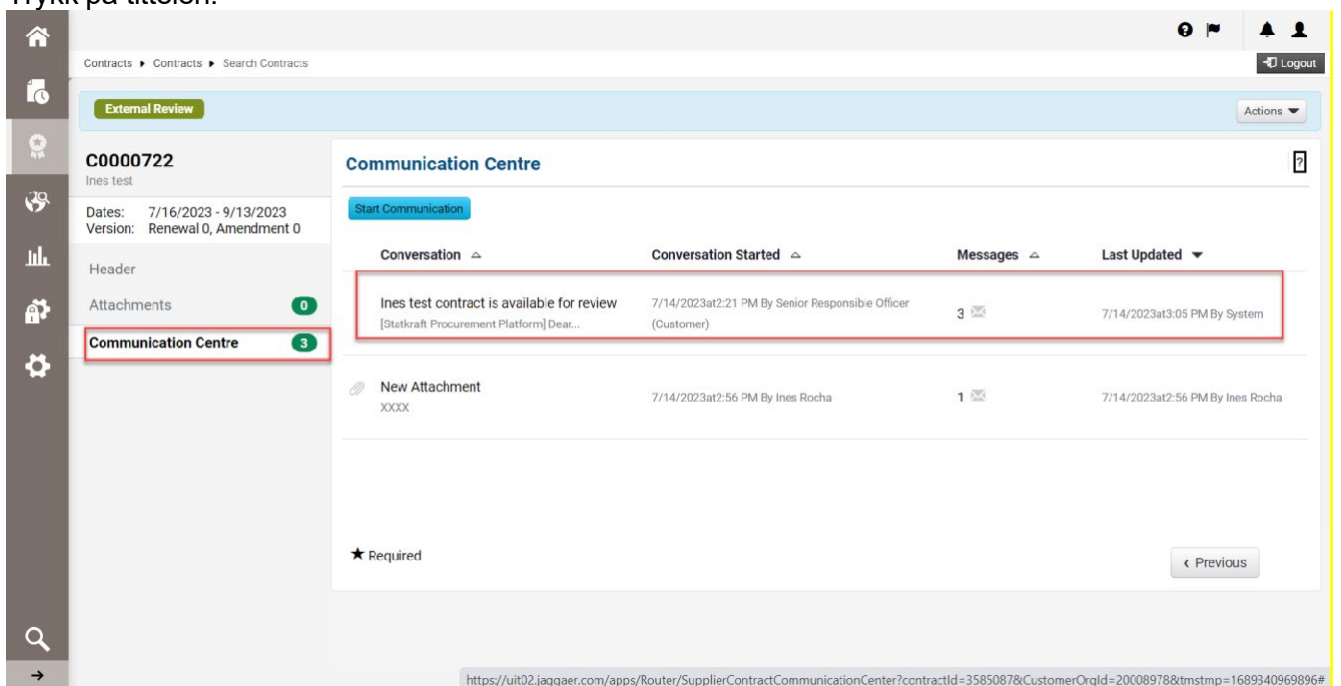 Trykk på tittelen.
Contracts ▸ Contracts ▸ Search Contracts
Logout
External Review
Actions
C0000722
Ines test
Dates: 7/16/2023 - 9/13/2023
Version: Renewal 0, Amendment 0
Header
Attachments 0
Communication Centre 3
Communication Centre
?
Start Communication
Conversation Conversation Started Messages Last Updated
Ines test contract is available for review 7/14/2023at2:21 PM By Senior Responsible Officer (Customer) 3 7/14/2023at3:05 PM By System
[Statkraft Procurement Platform] Dear...
New Attachment 7/14/2023at2:56 PM By Ines Rocha 1 7/14/2023at2:56 PM By Ines Rocha
XXXX
★ Required
‹ Previous
https://uit02.jaggaer.com/apps/Router/SupplierContractCommunicationCenter?contractId=3585087&CustomerOrgId=20008978&tmstmp=1689340969896#